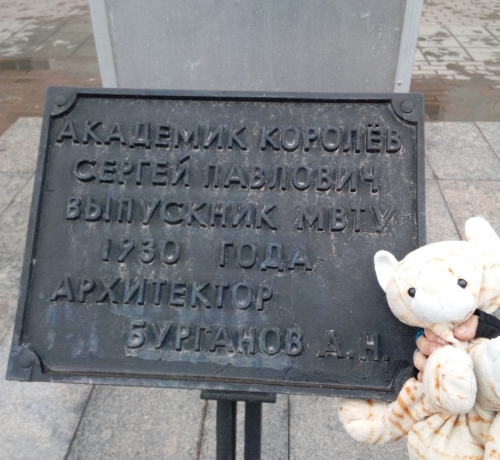 АКАДЕМИК КОРОЛЁВ
СЕРГЕЙ ПАВЛОВИЧ
ВЫПУСКНИК МВТУ
1930 ГОДА
АРХИТЕКТОР
БУРГАНОВ А.Н.